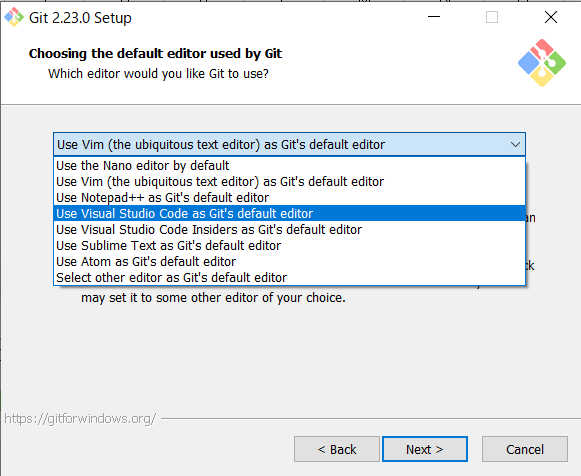 Git 2.23.0 Setup
Choosing the default editor used by Git
Which editor would you like Git to use?
Use Vim (the ubiquitous text editor) as Git's default editor
Use the Nano editor by default
Use Vim (the ubiquitous text editor) as Git's default editor
Use Notepad++ as Git's default editor
Use Visual Studio Code as Git's default editor
Use Visual Studio Code Insiders as Git's default editor
Use Sublime Text as Git's default editor
Use Atom as Git's default editor
Select other editor as Git's default editor
may set it to some other editor of your choice.
https://gitforwindows.org/
< Back
Next >
Cancel